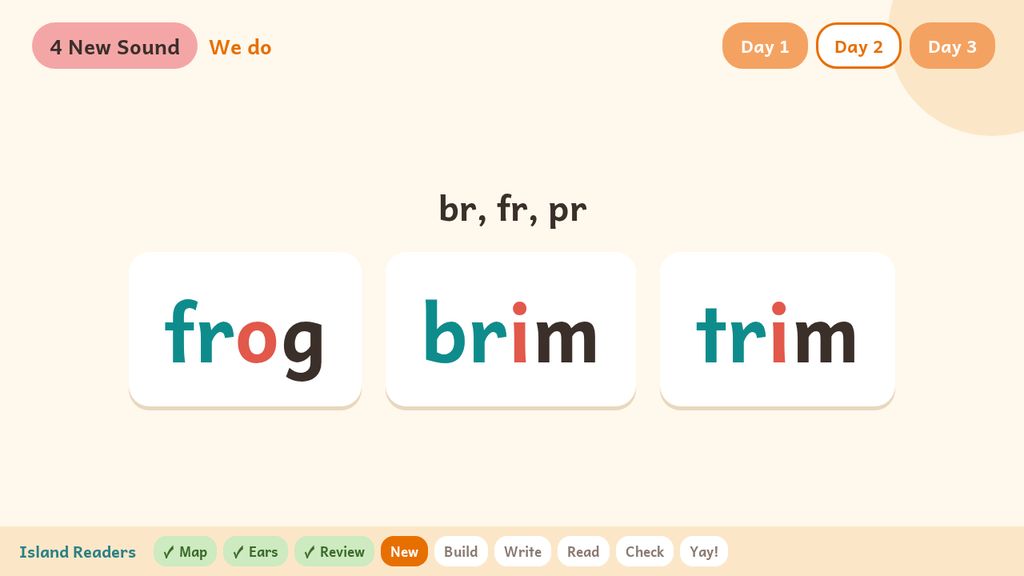 4 New Sound We do Day 1 Day 2 Day 3
br, fr, pr
frog brim trim
Island Readers ✓ Map ✓ Ears ✓ Review New Build Write Read Check Yay!